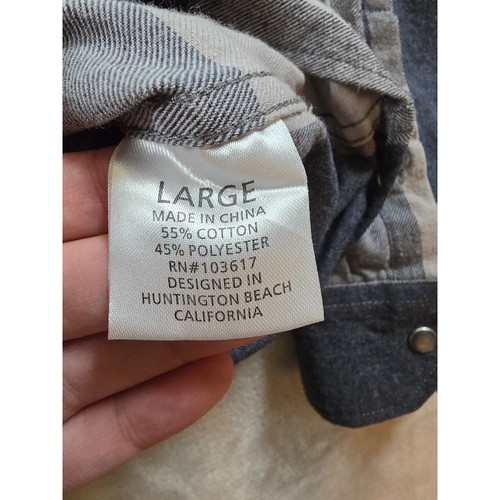 LARGE
MADE IN CHINA
55% COTTON
45% POLYESTER
RN#103617
DESIGNED IN
HUNTINGTON BEACH
CALIFORNIA